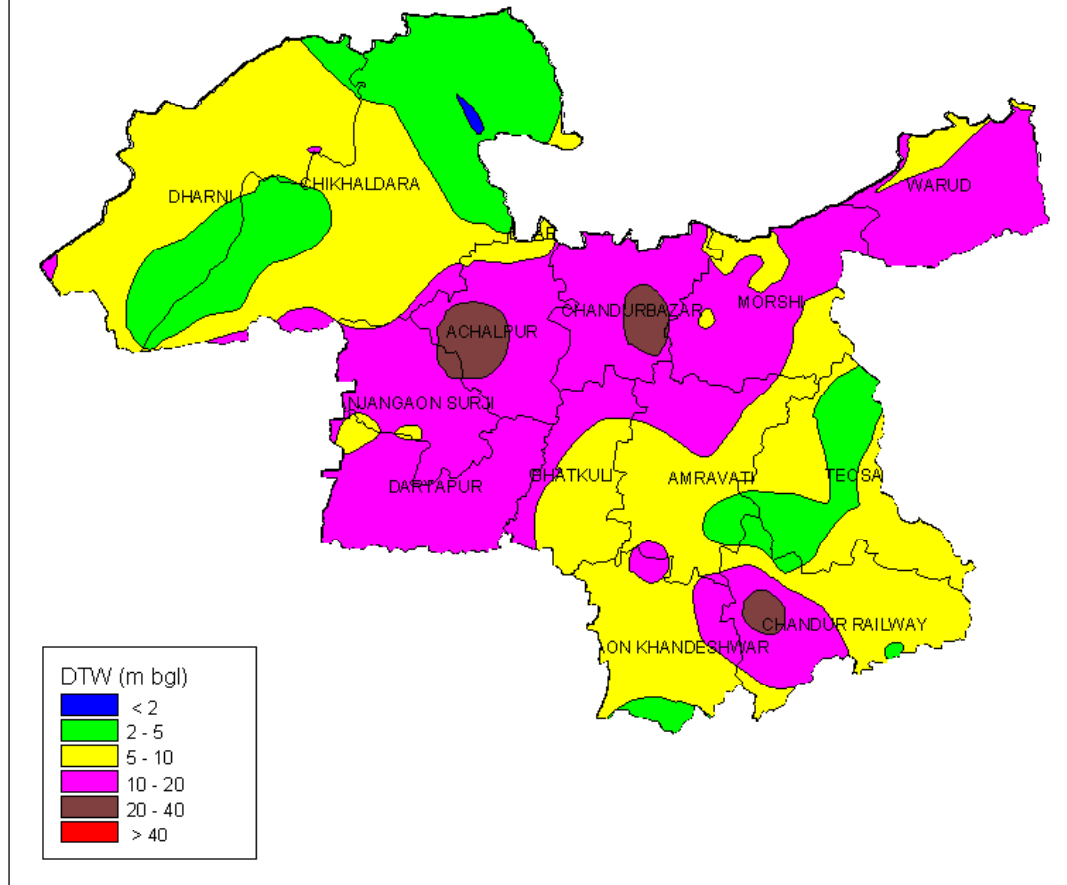 DHARNI
CHIKHALDARA
WARUD
MORSHI
CHANDURBAZAR
ACHALPUR
NJANGAON SURJI
DARYAPUR
BHATKULI
AMRAVATI
TEOSA
CHANDUR RAILWAY
ON KHANDESHWAR
DTW (m bgl)
< 2
2 - 5
5 - 10
10 - 20
20 - 40
> 40